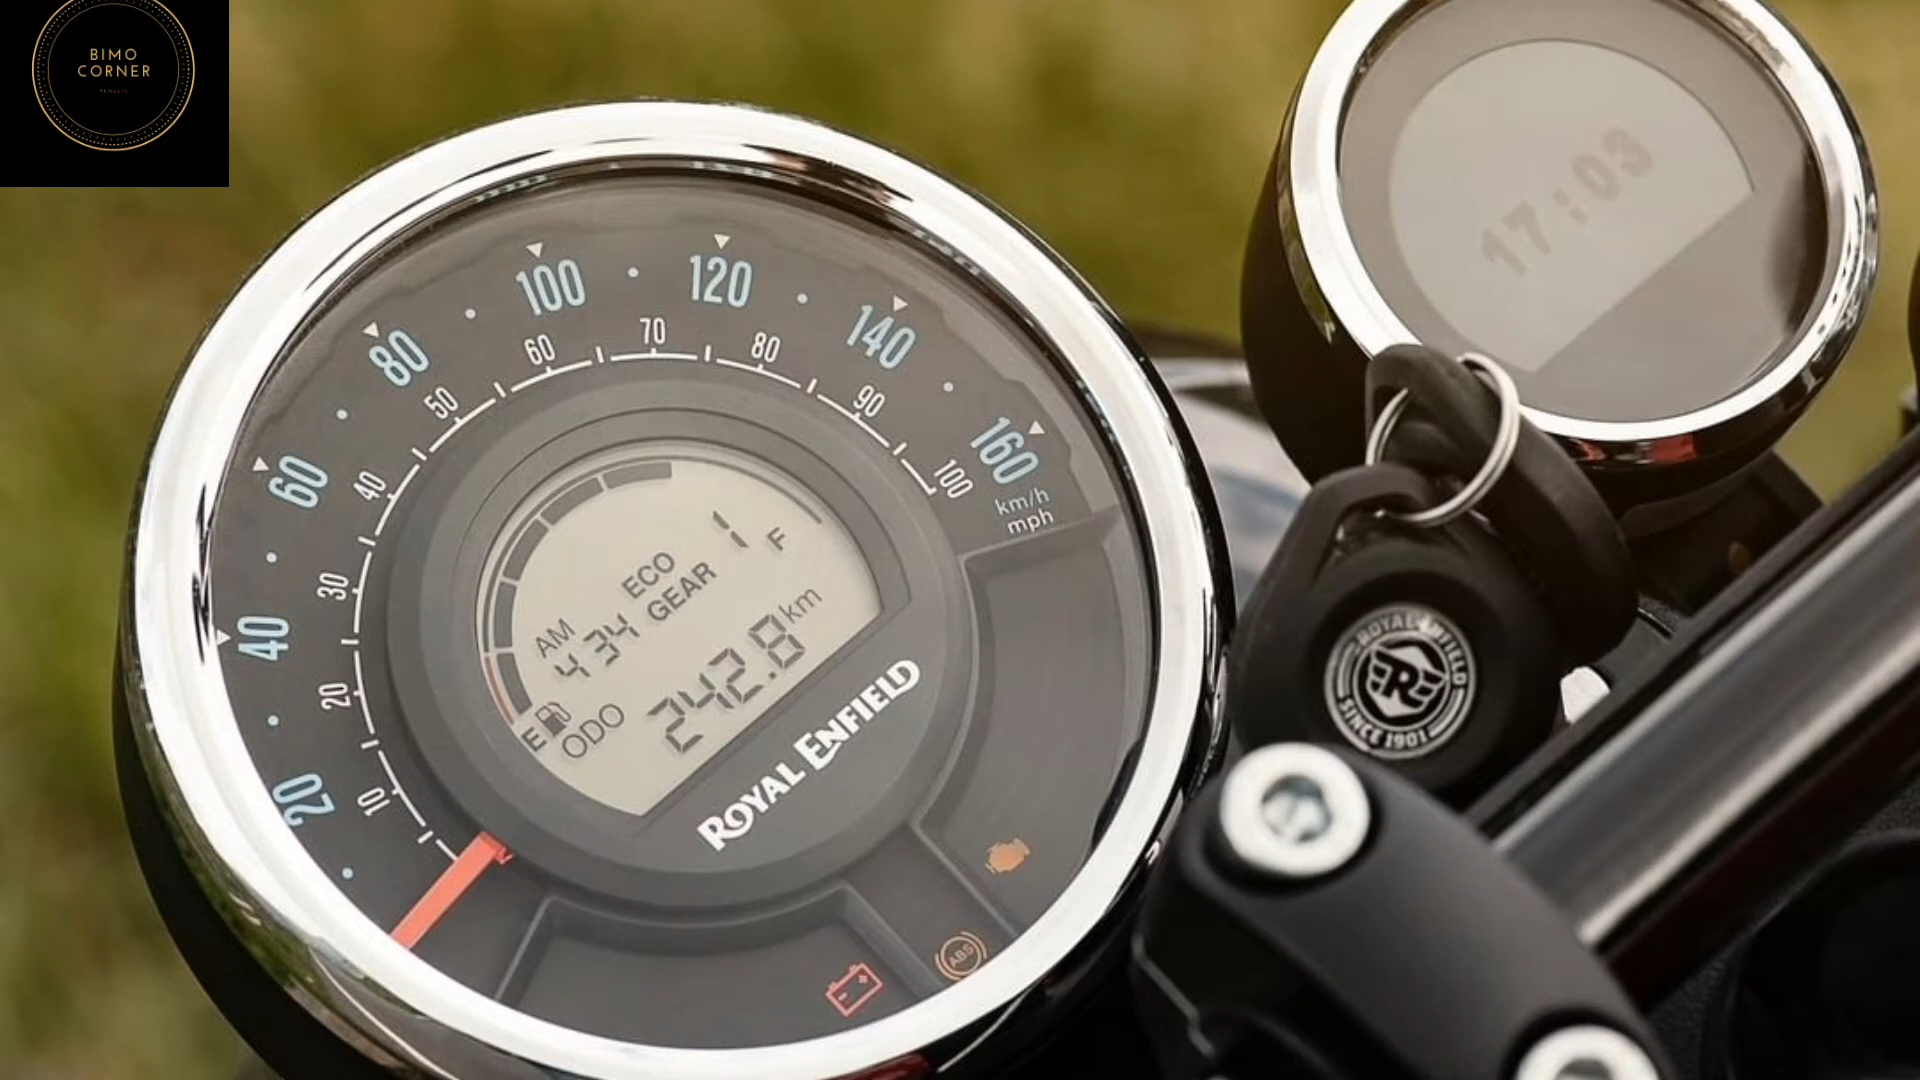 BIMO
CORNER
PENULIS
17:03
20
40
60
80
100
120
140
160
km/h
mph
10
20
30
40
50
60
70
80
90
100
1
F
ECO
GEAR
AM
4 34
E
ODO
242.8 km
ROYAL ENFIELD
ABS
ROYAL ENFIELD
R
SINCE 1901